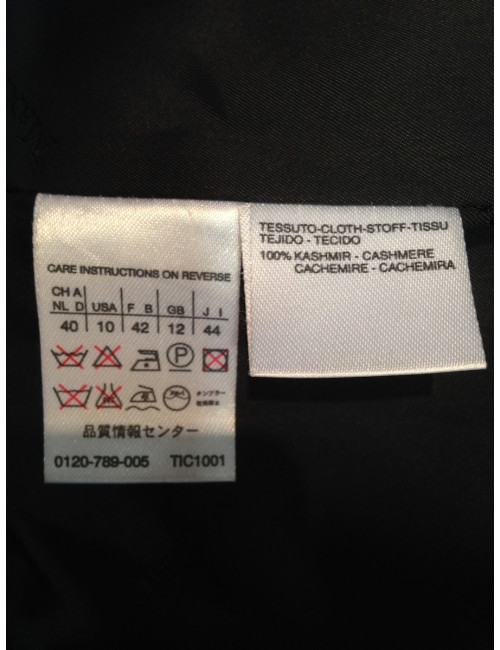 CARE INSTRUCTIONS ON REVERSE
CH A
NL D USA F B GB J I
40 10 42 12 44
P
品質情報センター
0120-789-005 TIC1001
TESSUTO-CLOTH-STOFF-TISSU
TEJIDO - TECIDO
100% KASHMIR - CASHMERE
CACHEMIRE - CACHEMIRA